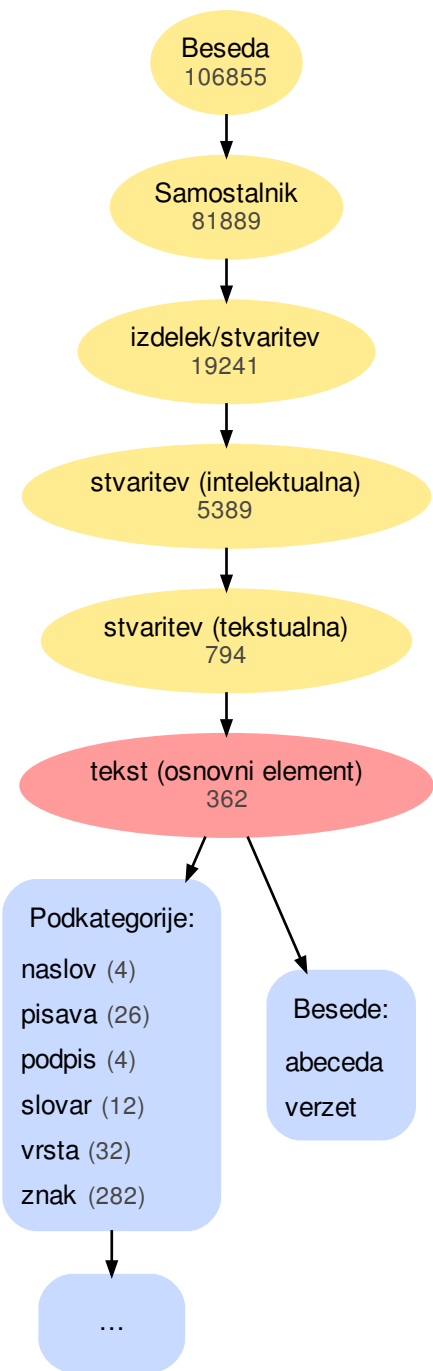 Beseda
106855
Samostalnik
81889
izdelek/stvaritev
19241
stvaritev (intelektualna)
5389
stvaritev (tekstualna)
794
tekst (osnovni element)
362
Podkategorije:
naslov (4)
pisava (26)
podpis (4)
slovar (12)
vrsta (32)
znak (282)
Besede:
abeceda
verzet
...